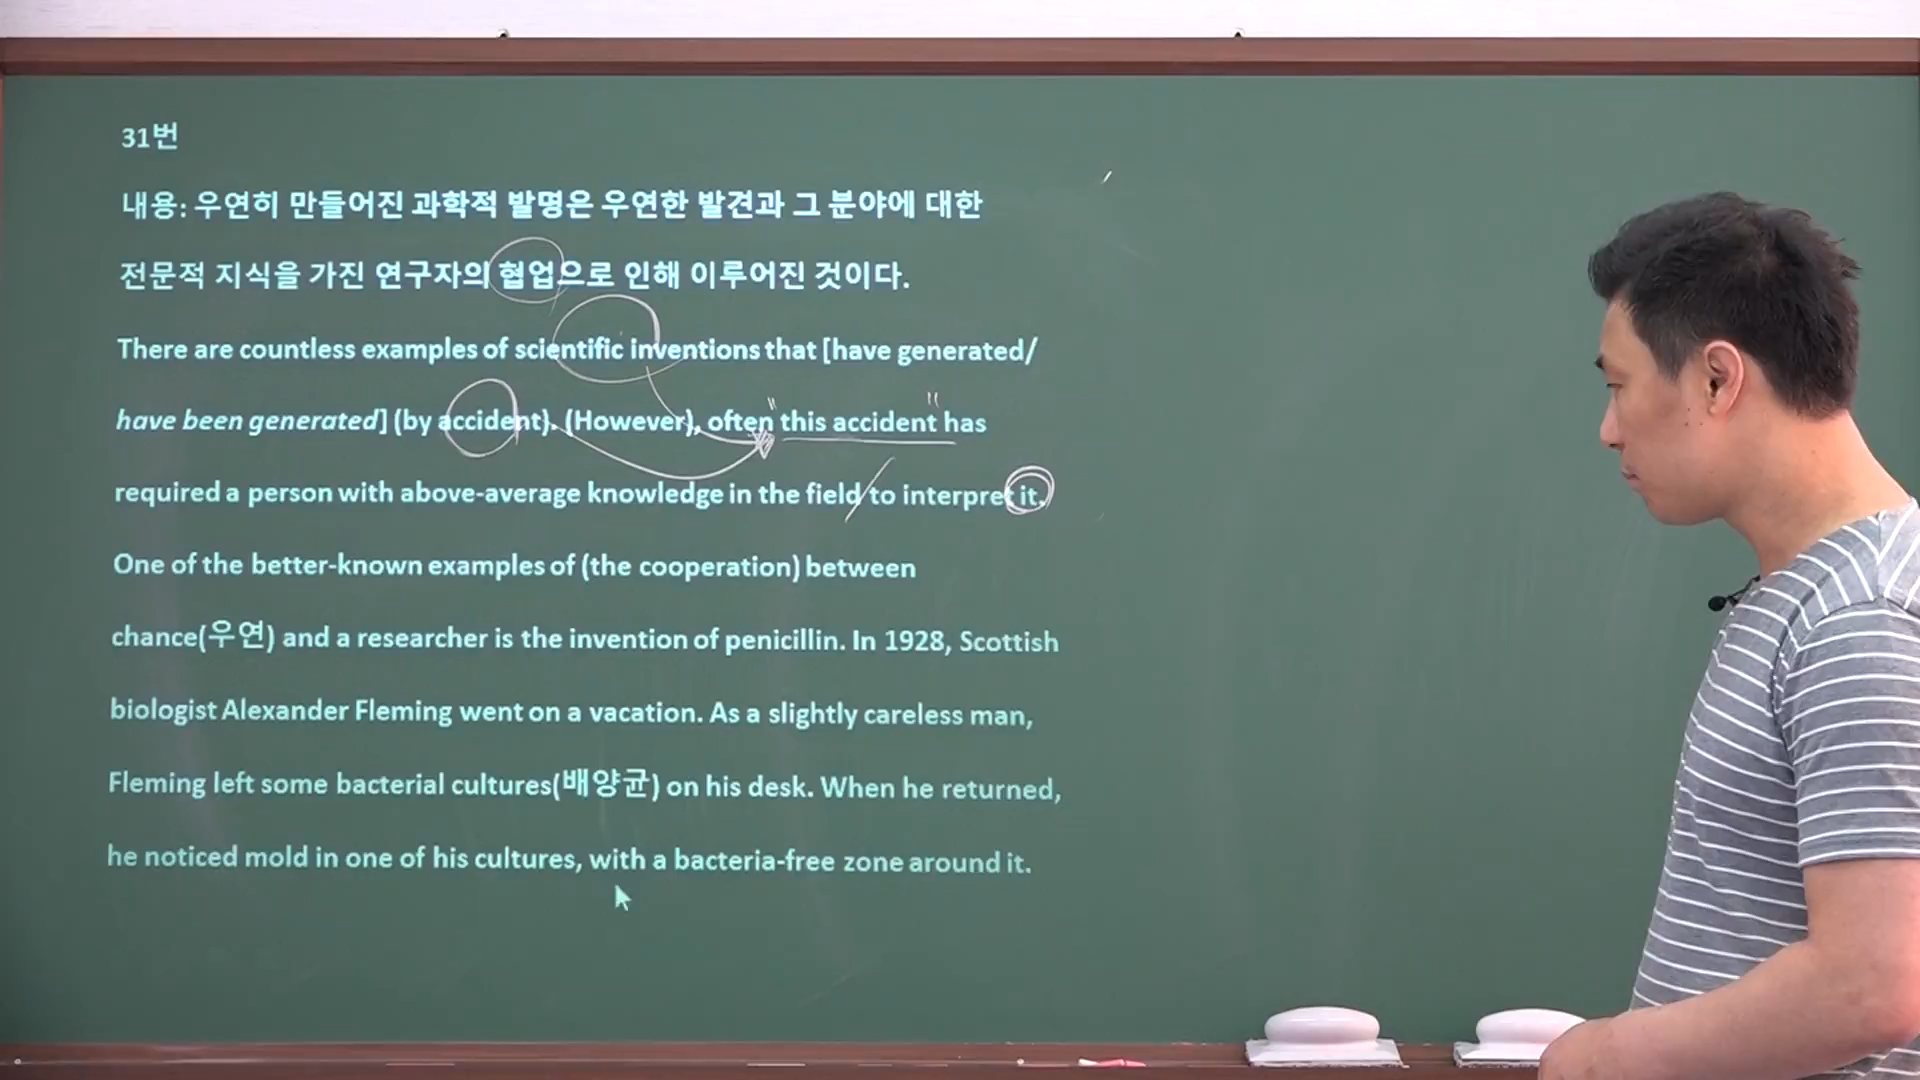 31번
내용: 우연히 만들어진 과학적 발명은 우연한 발견과 그 분야에 대한
전문적 지식을 가진 연구자의 협업으로 인해 이루어진 것이다.
There are countless examples of scientific inventions that [have generated/
have been generated] (by accident). (However), often "this accident" has
required a person with above-average knowledge in the field / to interpret it.
One of the better-known examples of (the cooperation) between
chance(우연) and a researcher is the invention of penicillin. In 1928, Scottish
biologist Alexander Fleming went on a vacation. As a slightly careless man,
Fleming left some bacterial cultures(배양균) on his desk. When he returned,
he noticed mold in one of his cultures, with a bacteria-free zone around it.